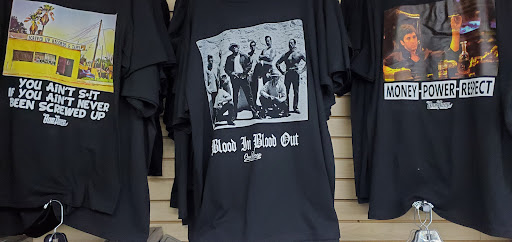 YOU AIN'T S#!T
IF YOU AIN'T NEVER
BEEN SCREWED UP
Blood In Blood Out
MONEY-POWER-RESPECT